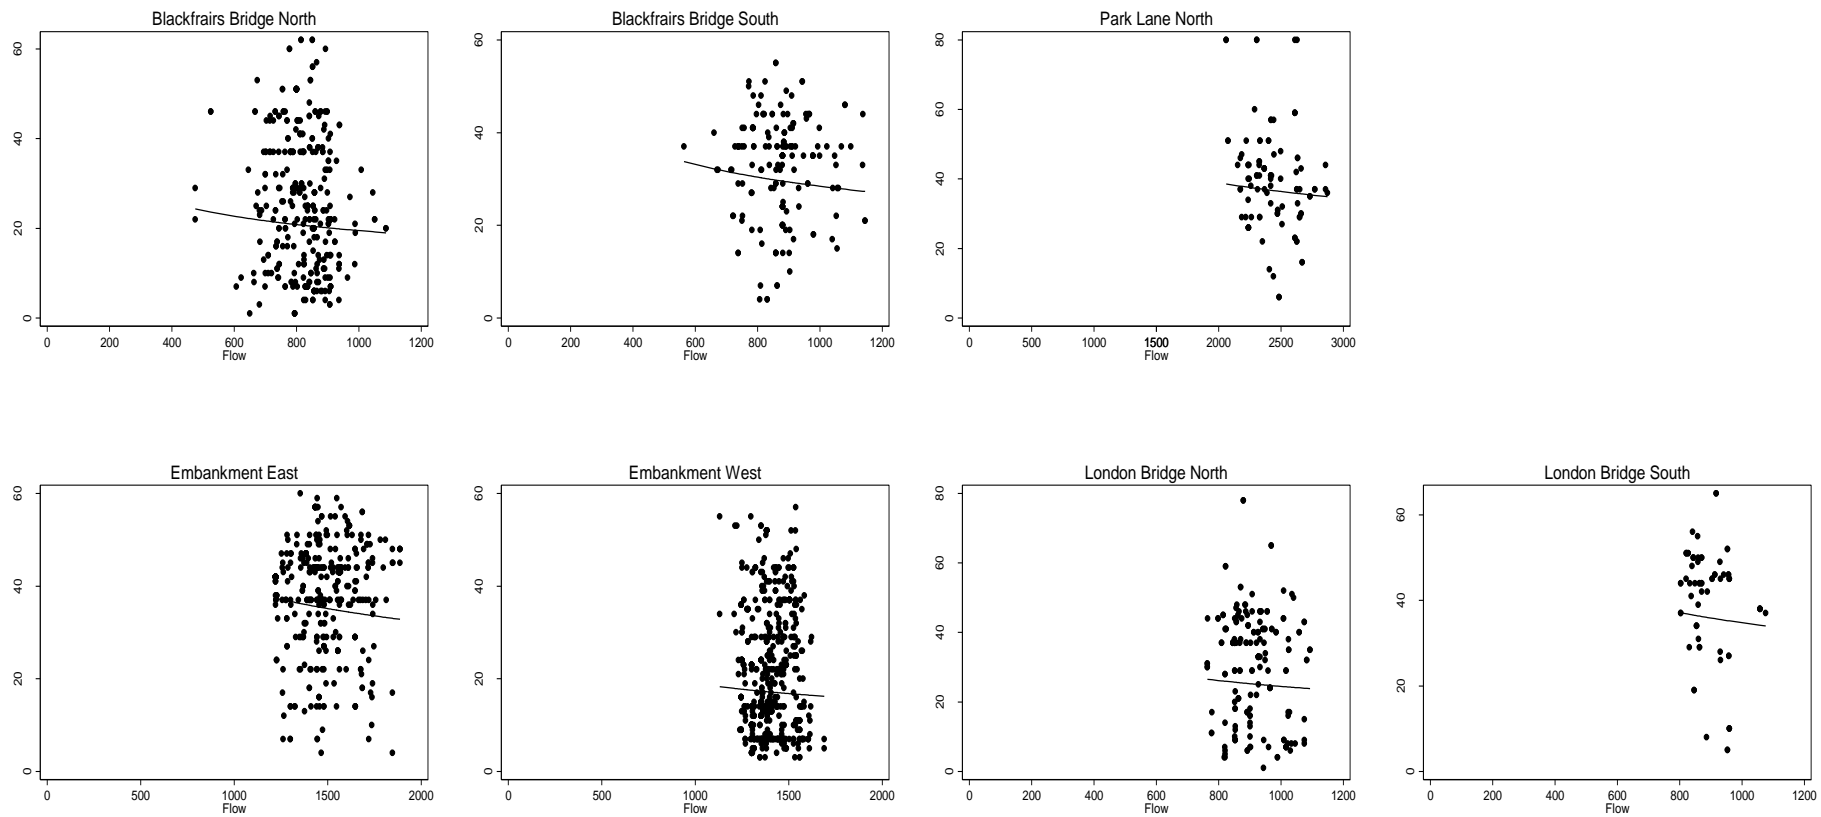 Blackfrairs Bridge North
60
40
20
0
0 200 400 600 800 1000 1200
Flow
Blackfrairs Bridge South
60
40
20
0
0 200 400 600 800 1000 1200
Flow
Park Lane North
80
60
40
20
0
0 500 1000 1500 2000 2500 3000
Flow
Embankment East
60
40
20
0
0 500 1000 1500 2000
Flow
Embankment West
60
40
20
0
0 500 1000 1500 2000
Flow
London Bridge North
80
60
40
20
0
0 200 400 600 800 1000 1200
Flow
London Bridge South
60
40
20
0
0 200 400 600 800 1000 1200
Flow